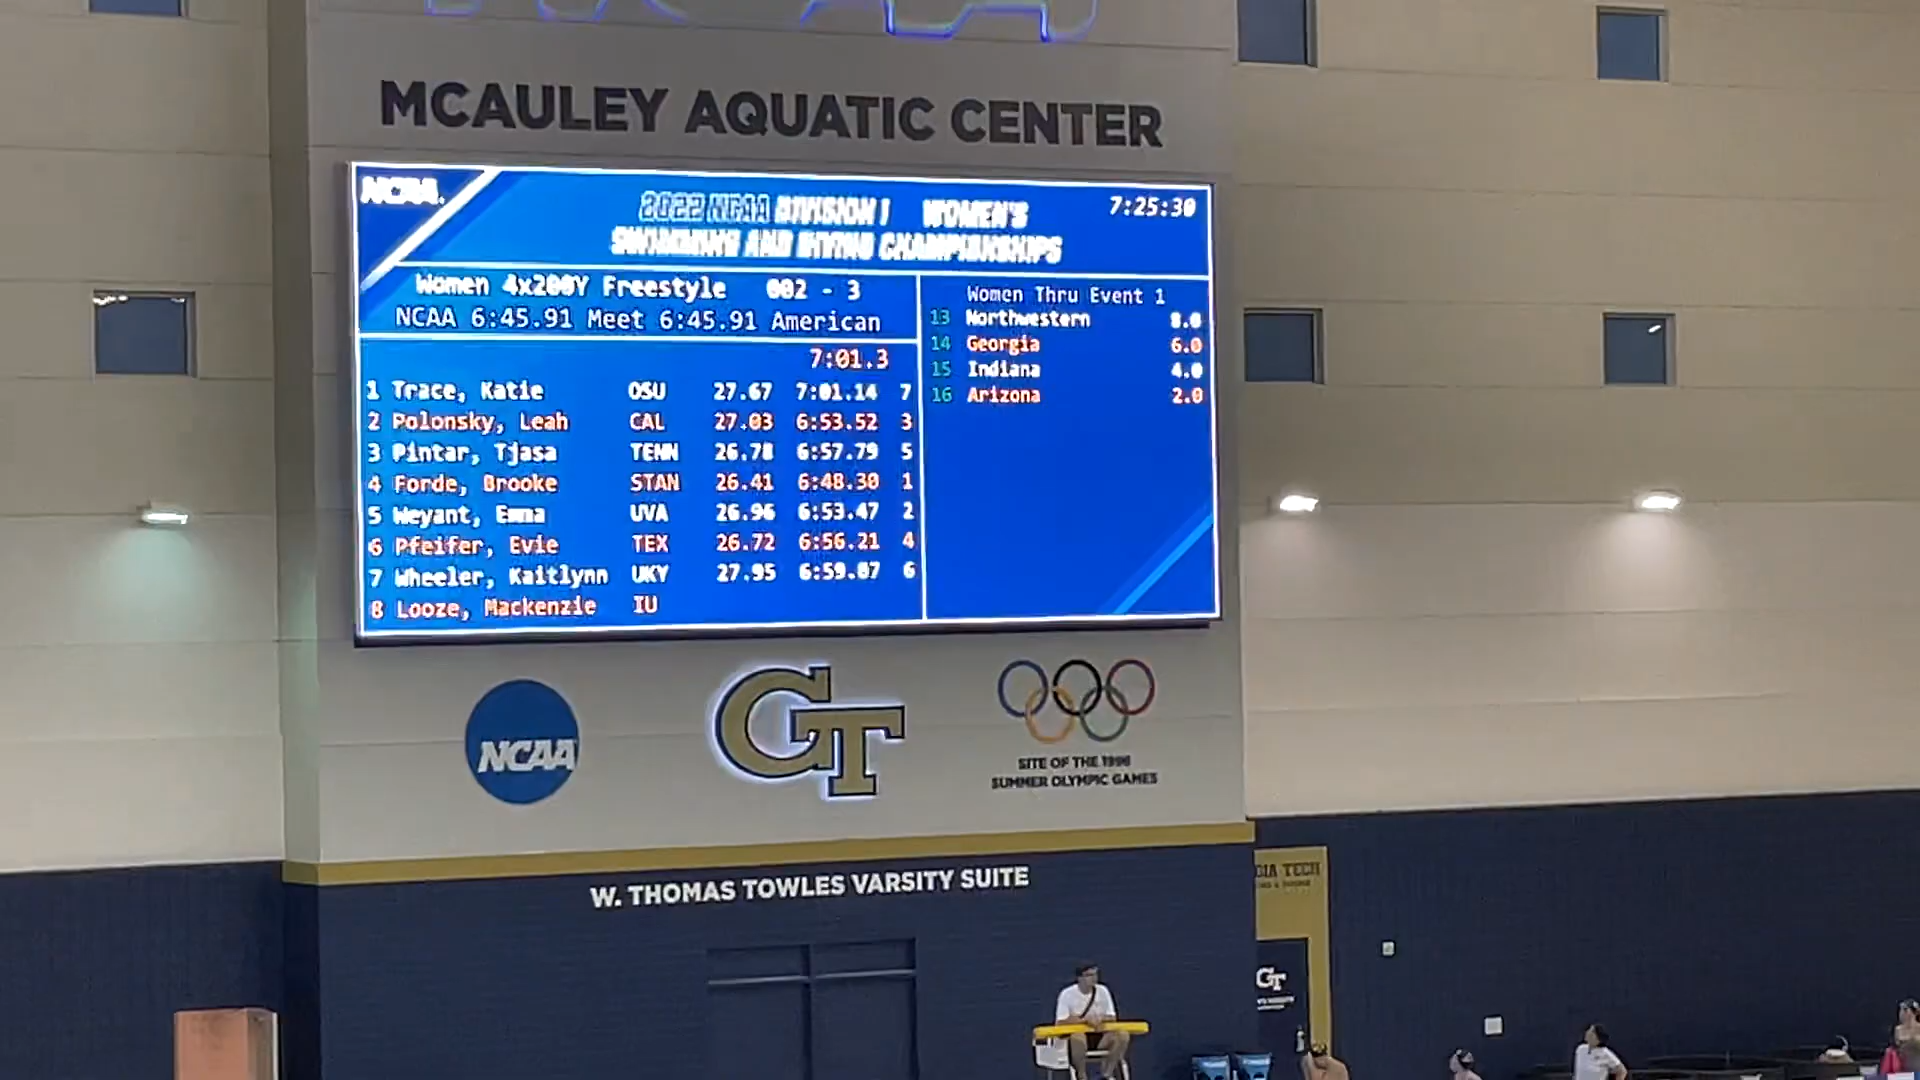 MCAULEY AQUATIC CENTER
NCAA
2022 NCAA DIVISION I WOMEN'S
SWIMMING AND DIVING CHAMPIONSHIPS
7:25:30
Women 4x200Y Freestyle 002 - 3
NCAA 6:45.91 Meet 6:45.91 American
7:01.3
1 Trace, Katie OSU 27.67 7:01.14 7
2 Polonsky, Leah CAL 27.03 6:53.52 3
3 Pintar, Tjasa TENN 26.78 6:57.79 5
4 Forde, Brooke STAN 26.41 6:48.30 1
5 Weyant, Emma UVA 26.96 6:53.47 2
6 Pfeifer, Evie TEX 26.72 6:56.21 4
7 Wheeler, Kaitlynn UKY 27.95 6:59.07 6
8 Looze, Mackenzie IU
Women Thru Event 1
13 Northwestern 8.0
14 Georgia 6.0
15 Indiana 4.0
16 Arizona 2.0
NCAA
GT
SITE OF THE 1996
SUMMER OLYMPIC GAMES
W. THOMAS TOWLES VARSITY SUITE
GIA TECH
GT